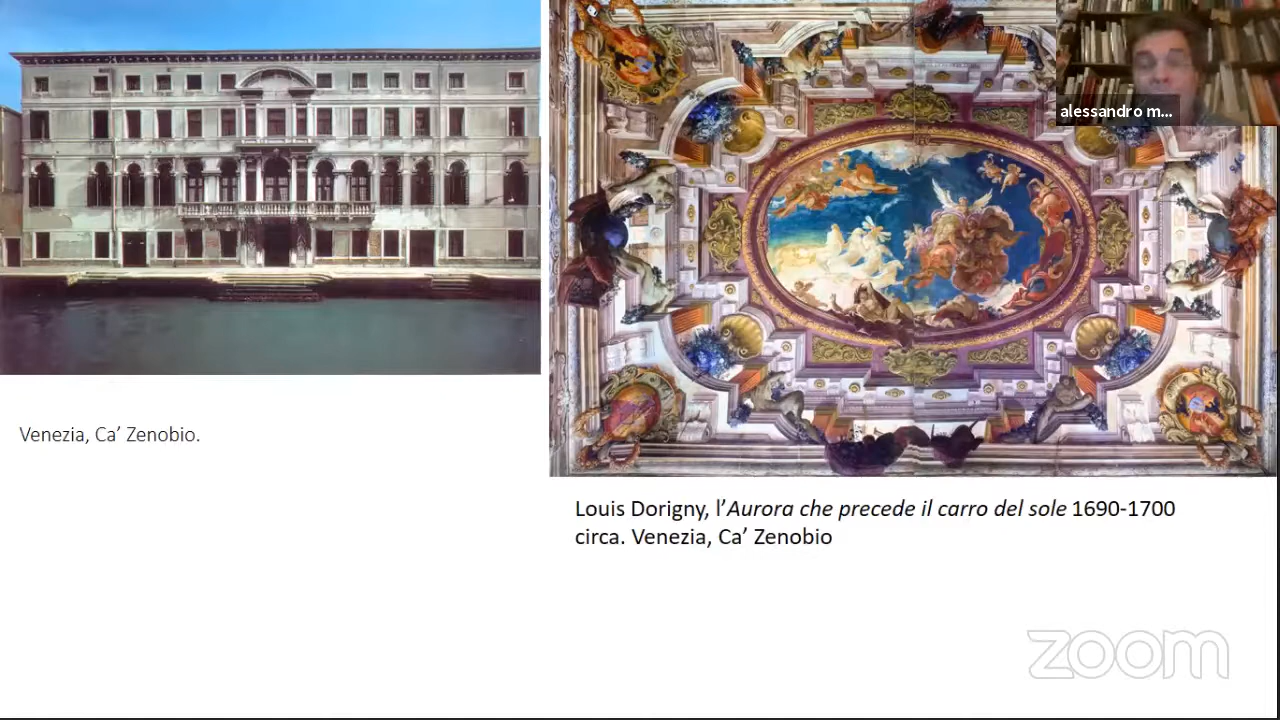 alessandro m...
Venezia, Ca’ Zenobio.
Louis Dorigny, l’Aurora che precede il carro del sole 1690-1700
circa. Venezia, Ca’ Zenobio
zoom